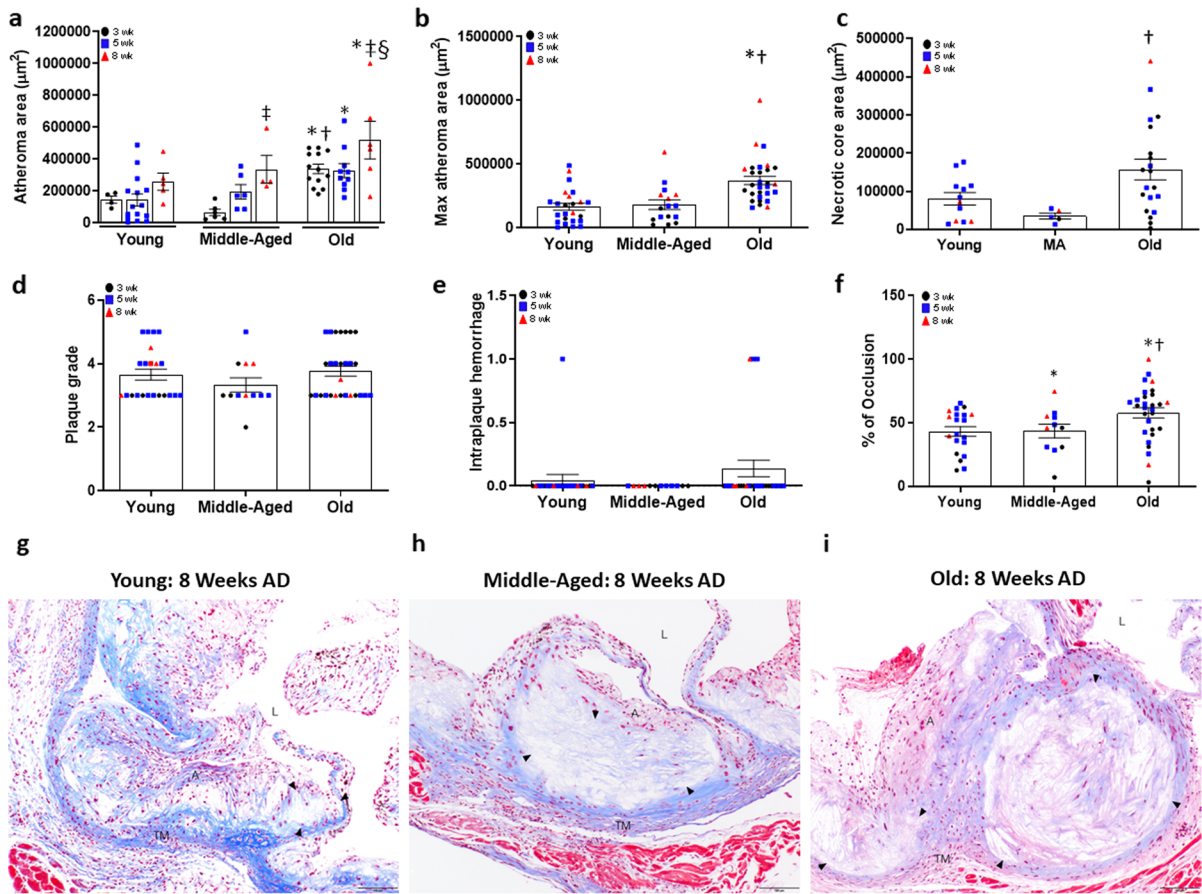 a
Atheroma area (μm²)
1200000
1000000
800000
600000
400000
200000
0
3 wk
5 wk
8 wk
‡
*†
*
*‡§
Young
Middle-Aged
Old
b
Max atheroma area (μm²)
1500000
1000000
500000
0
3 wk
5 wk
8 wk
*†
Young
Middle-Aged
Old
c
Necrotic core area (μm²)
500000
400000
300000
200000
100000
0
3 wk
5 wk
8 wk
†
Young
MA
Old
d
Plaque grade
6
4
2
0
3 wk
5 wk
8 wk
Young
Middle-Aged
Old
e
Intraplaque hemorrhage
1.5
1.0
0.5
0.0
3 wk
5 wk
8 wk
Young
Middle-Aged
Old
f
% of Occlusion
150
100
50
0
3 wk
5 wk
8 wk
*
*†
Young
Middle-Aged
Old
g
Young: 8 Weeks AD
L
A
TM
h
Middle-Aged: 8 Weeks AD
L
A
TM
i
Old: 8 Weeks AD
L
A
TM